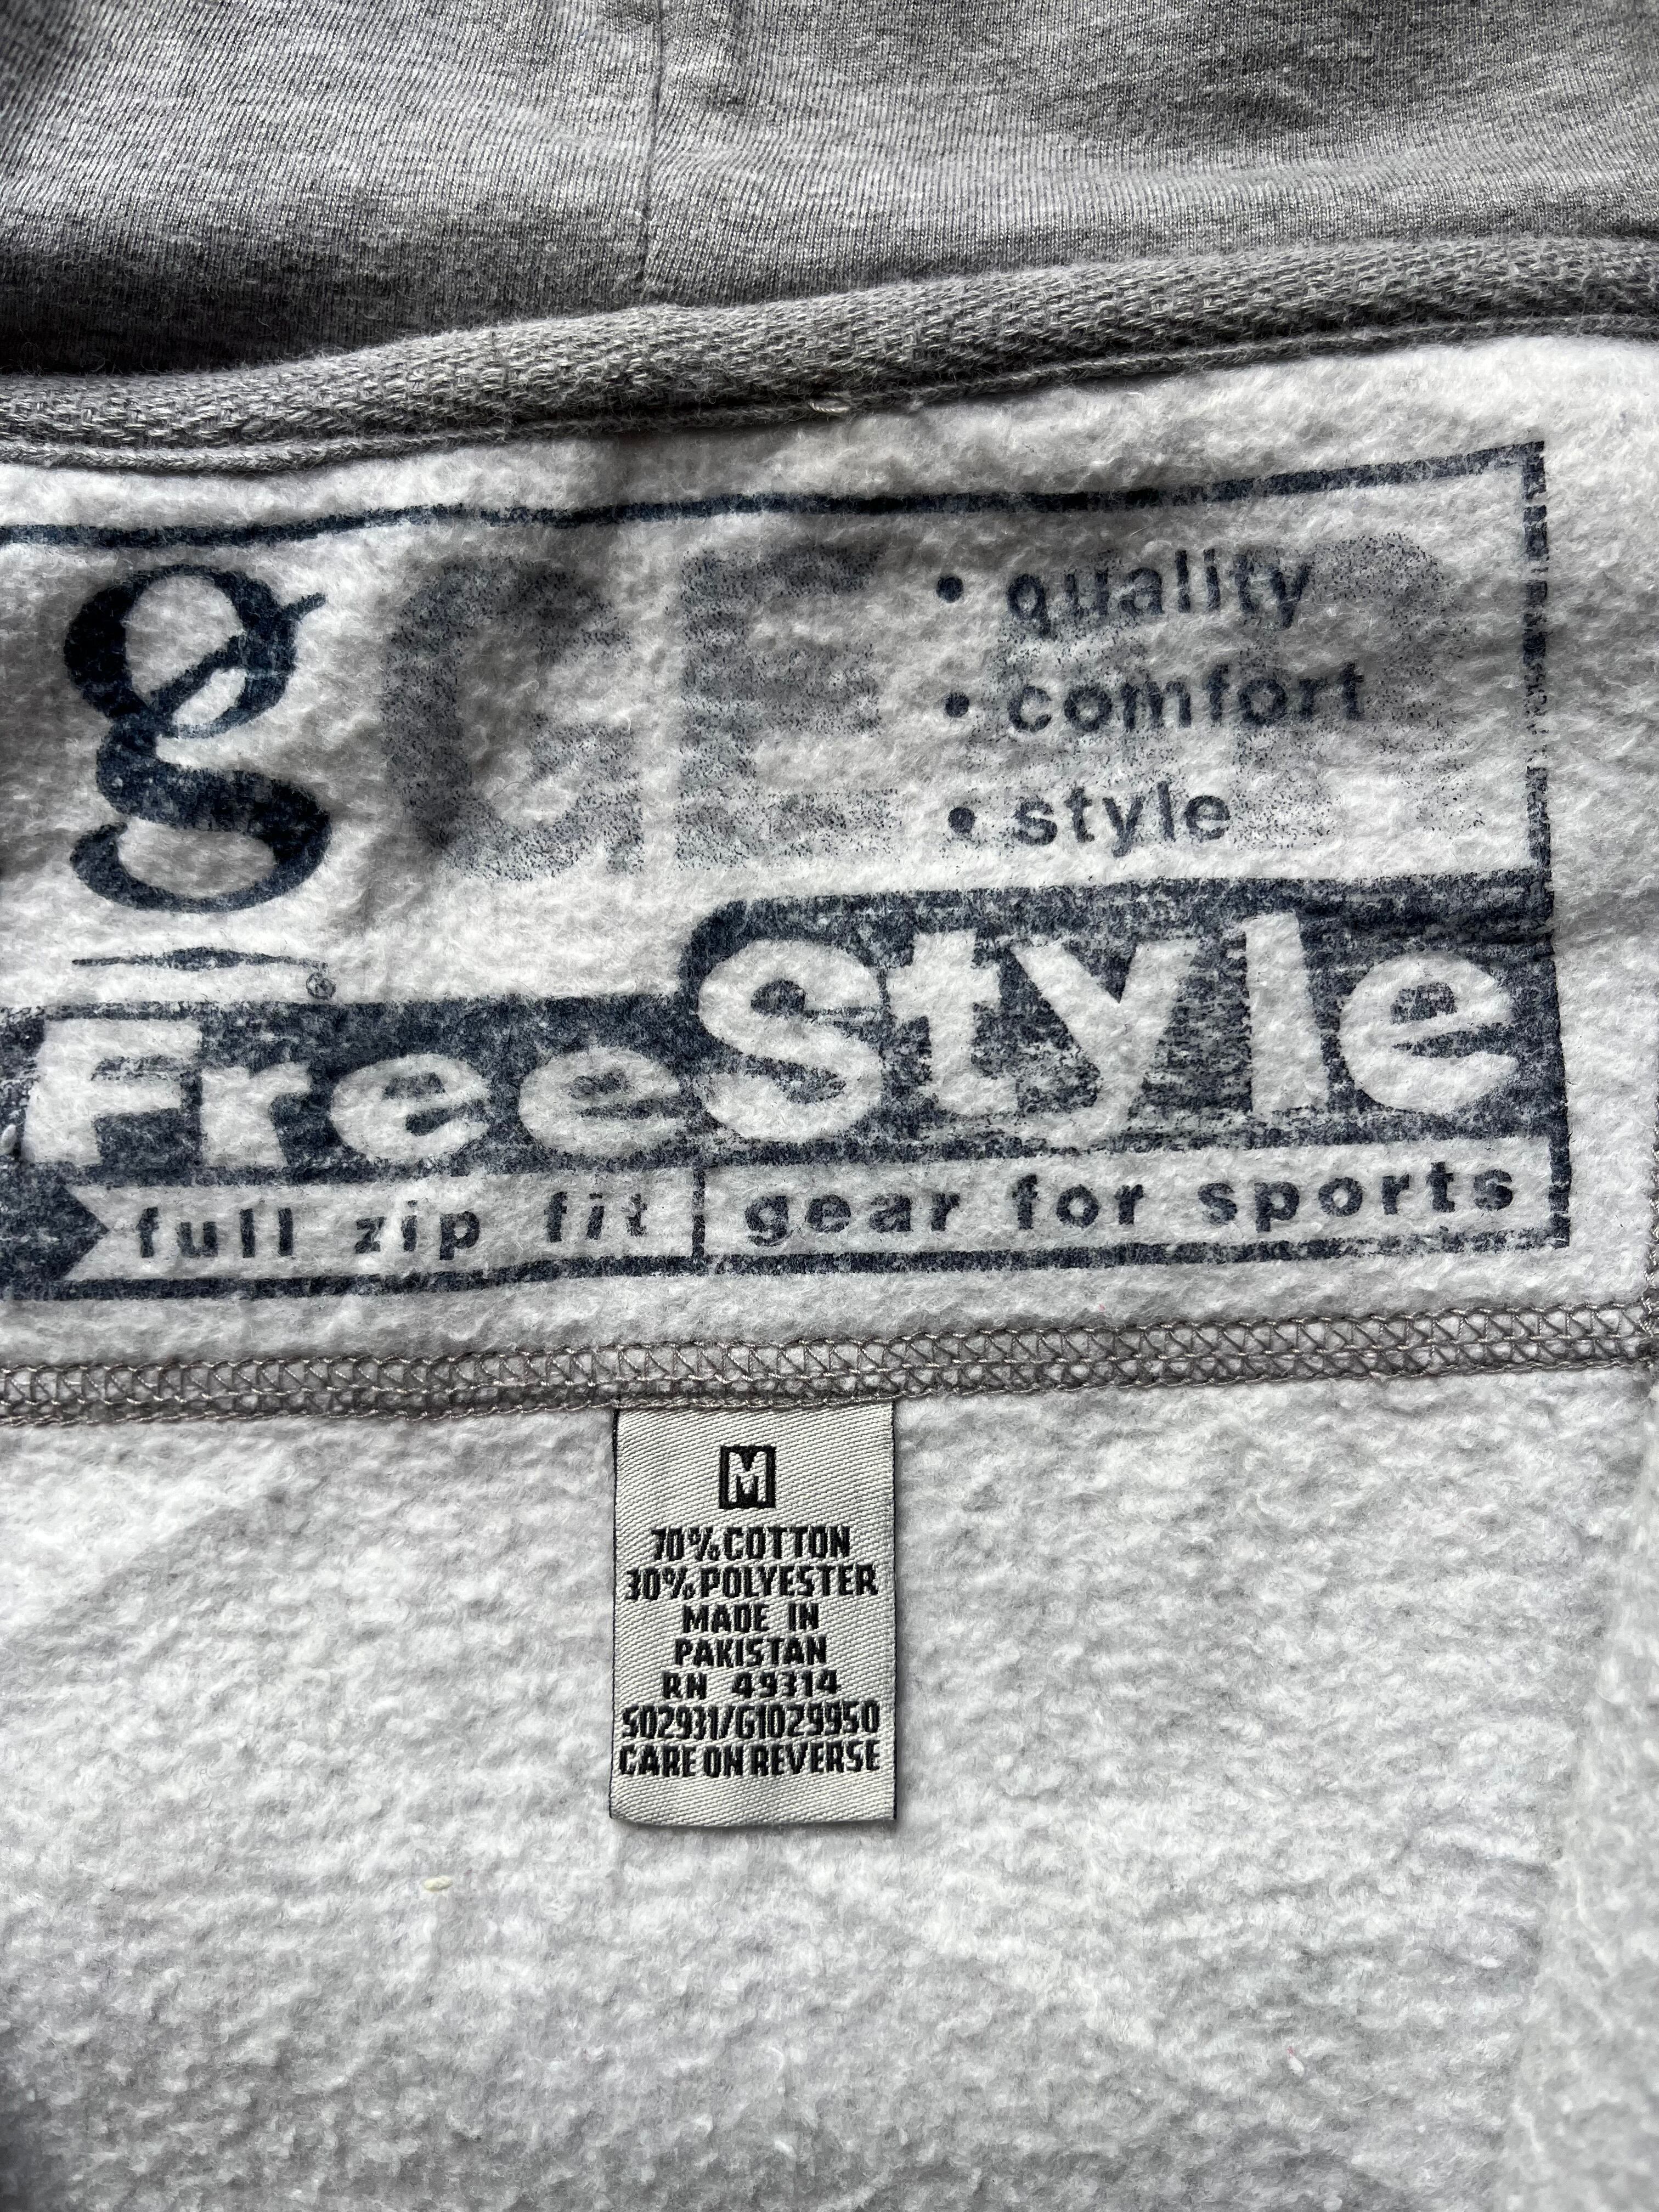 g GER
• quality
• comfort
• style
®
FreeStyle
full zip fit gear for sports
M
70% COTTON
30% POLYESTER
MADE IN
PAKISTAN
RN 49314
S02931/G1029950
CARE ON REVERSE